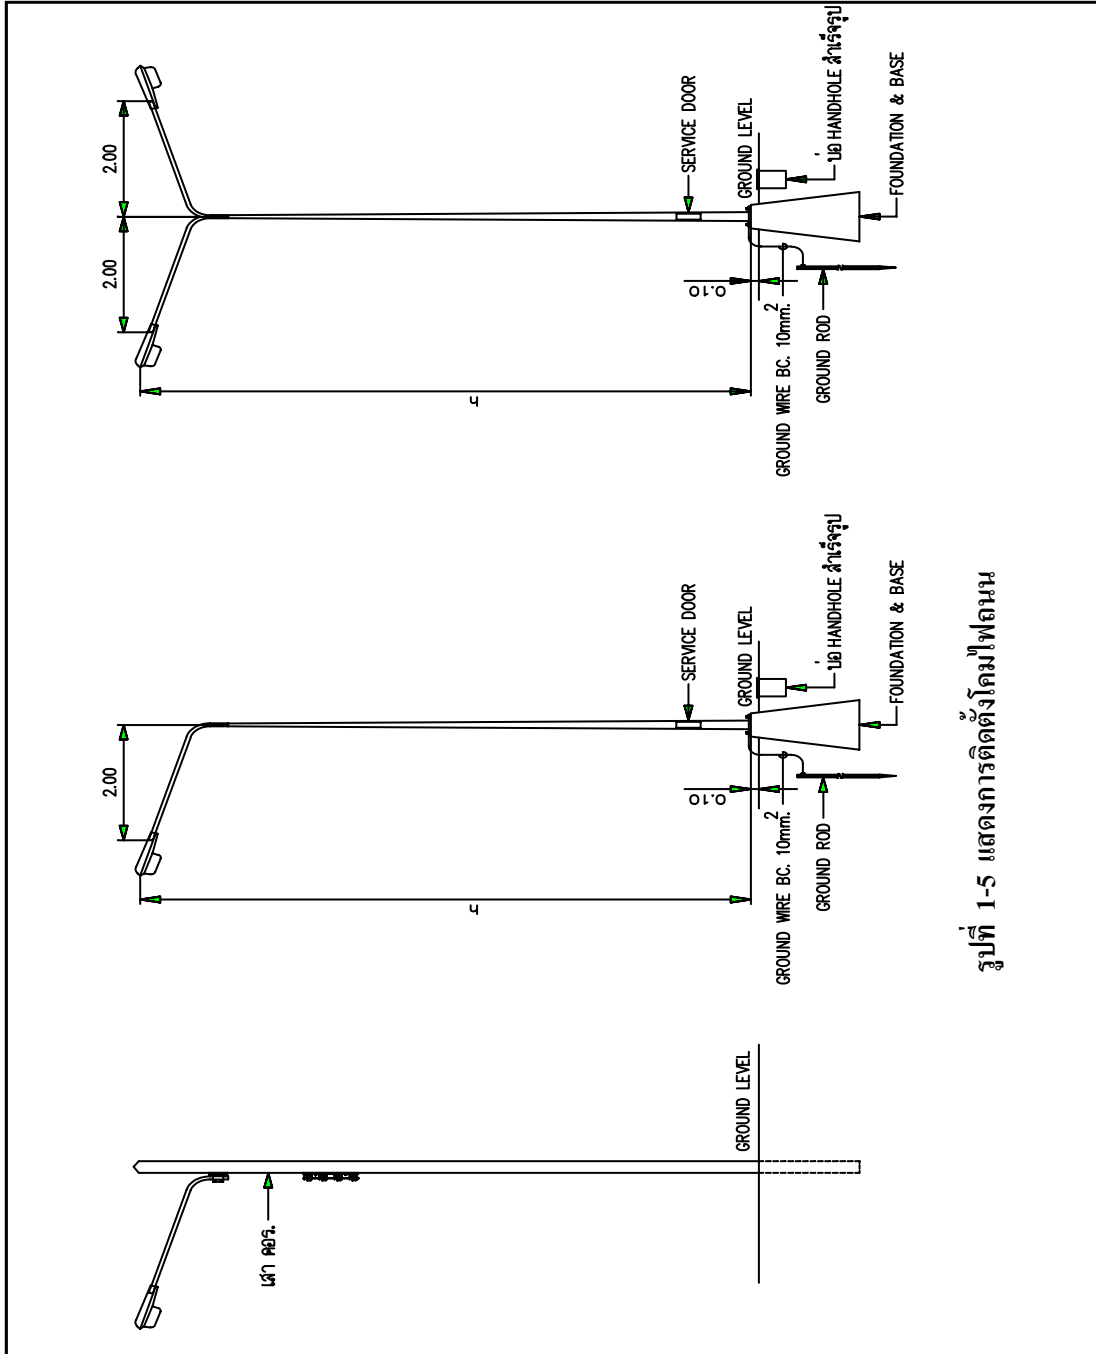 เสา คอร.
GROUND LEVEL
2.00
h
SERVICE DOOR
GROUND LEVEL
0.10
2
GROUND WIRE BC. 10mm.
GROUND ROD
บ่อ HANDHOLE สำเร็จรูป
FOUNDATION & BASE
2.00
2.00
h
SERVICE DOOR
GROUND LEVEL
0.10
2
GROUND WIRE BC. 10mm.
GROUND ROD
บ่อ HANDHOLE สำเร็จรูป
FOUNDATION & BASE
รูปที่ 1-5 แสดงการติดตั้งโคมไฟถนน